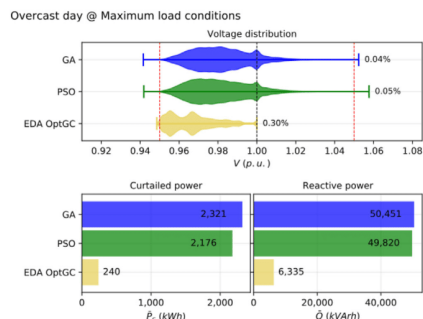 Overcast day @ Maximum load conditions
Voltage distribution
GA
0.04%
PSO
0.05%
EDA OptGC
0.30%
0.92 0.94 0.96 0.98 1.00 1.02 1.04 1.06 1.08
V (p. u.)
Curtailed power Reactive power
GA 2,321 50,451
PSO 2,176 49,820
EDA OptGC 240 6,335
0 1,000 2,000 0 20,000 40,000
(kWh) (kVArh)